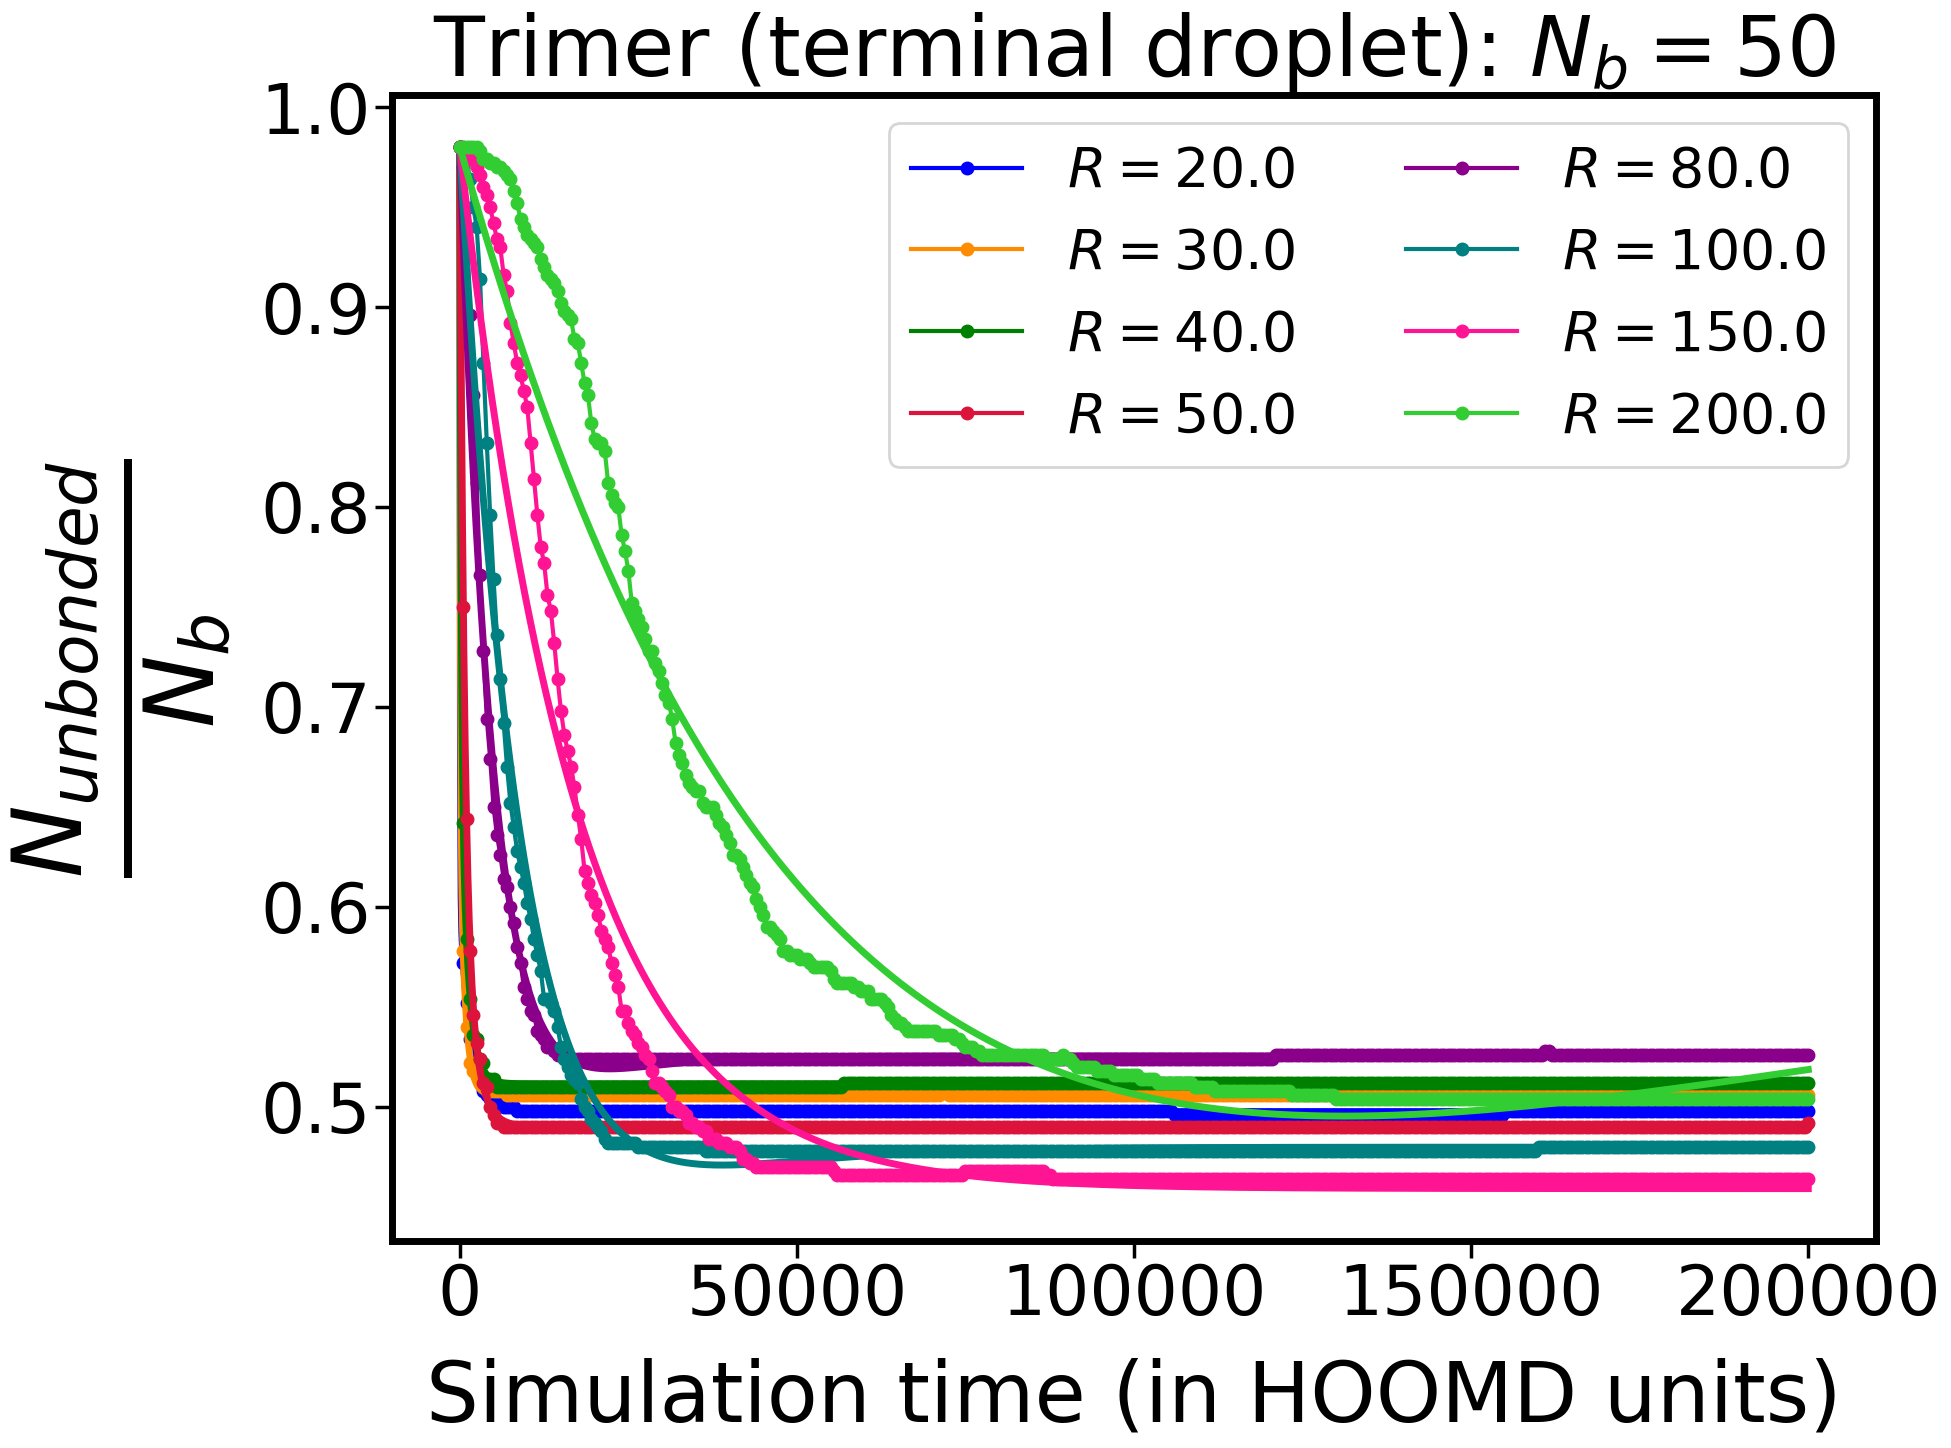 Trimer (terminal droplet): N_b = 50
N_unbonded
N_b
1.0
0.9
0.8
0.7
0.6
0.5
R = 20.0
R = 30.0
R = 40.0
R = 50.0
R = 80.0
R = 100.0
R = 150.0
R = 200.0
0 50000 100000 150000 200000
Simulation time (in HOOMD units)